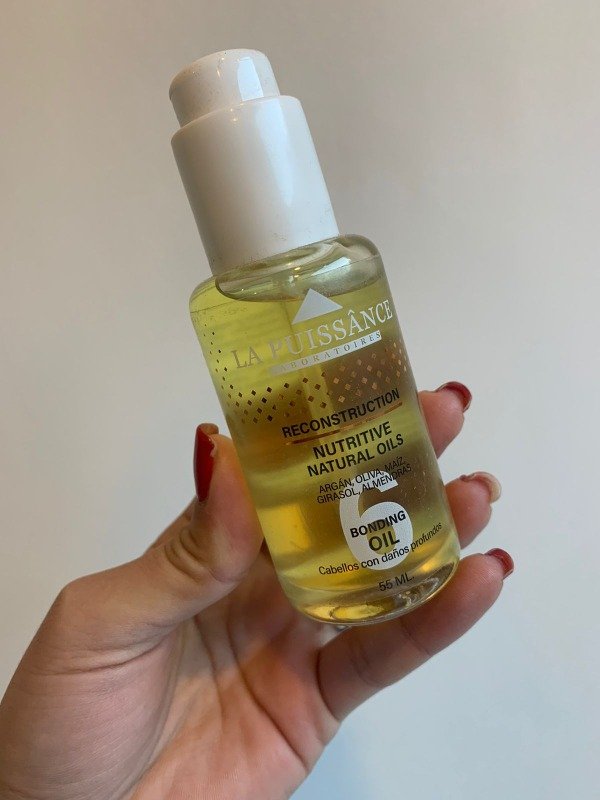 LA PUISSÂNCE
LABORATOIRES
RECONSTRUCTION
NUTRITIVE
NATURAL OILS
ARGÁN, OLIVA, MAÍZ,
GIRASOL, ALMENDRAS
6
BONDING
OIL
Cabellos con daños profundos
55 ML.